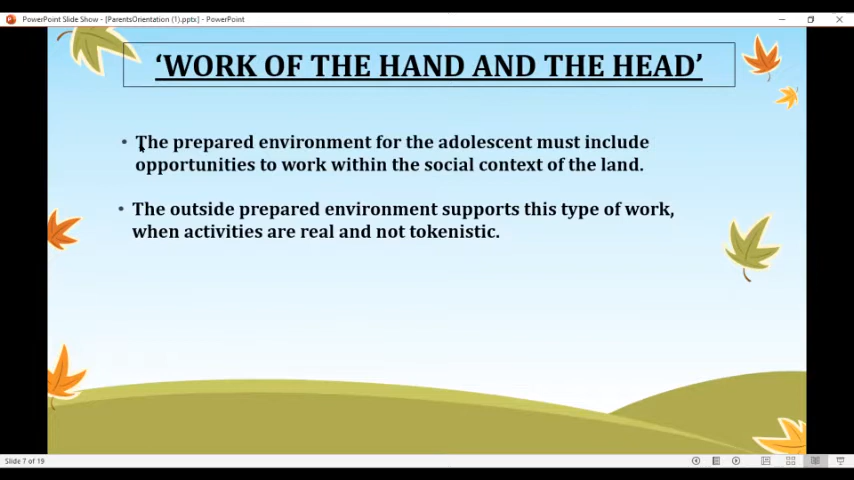 PowerPoint Slide Show - [ParentsOrientation (1).pptx] - PowerPoint
‘WORK OF THE HAND AND THE HEAD’
• The prepared environment for the adolescent must include
opportunities to work within the social context of the land.
• The outside prepared environment supports this type of work,
when activities are real and not tokenistic.
Slide 7 of 19